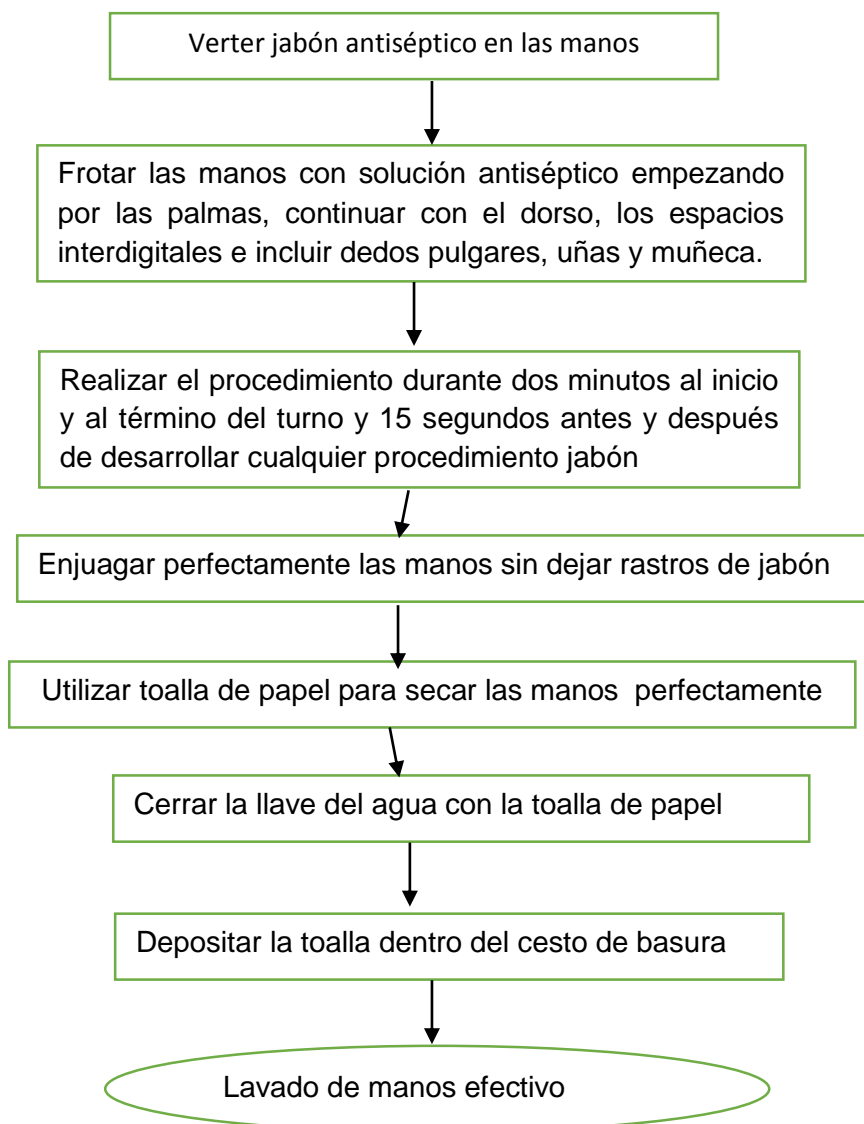 Verter jabón antiséptico en las manos
Frotar las manos con solución antiséptico empezando
por las palmas, continuar con el dorso, los espacios
interdigitales e incluir dedos pulgares, uñas y muñeca.
Realizar el procedimiento durante dos minutos al inicio
y al término del turno y 15 segundos antes y después
de desarrollar cualquier procedimiento jabón
Enjuagar perfectamente las manos sin dejar rastros de jabón
Utilizar toalla de papel para secar las manos perfectamente
Cerrar la llave del agua con la toalla de papel
Depositar la toalla dentro del cesto de basura
Lavado de manos efectivo